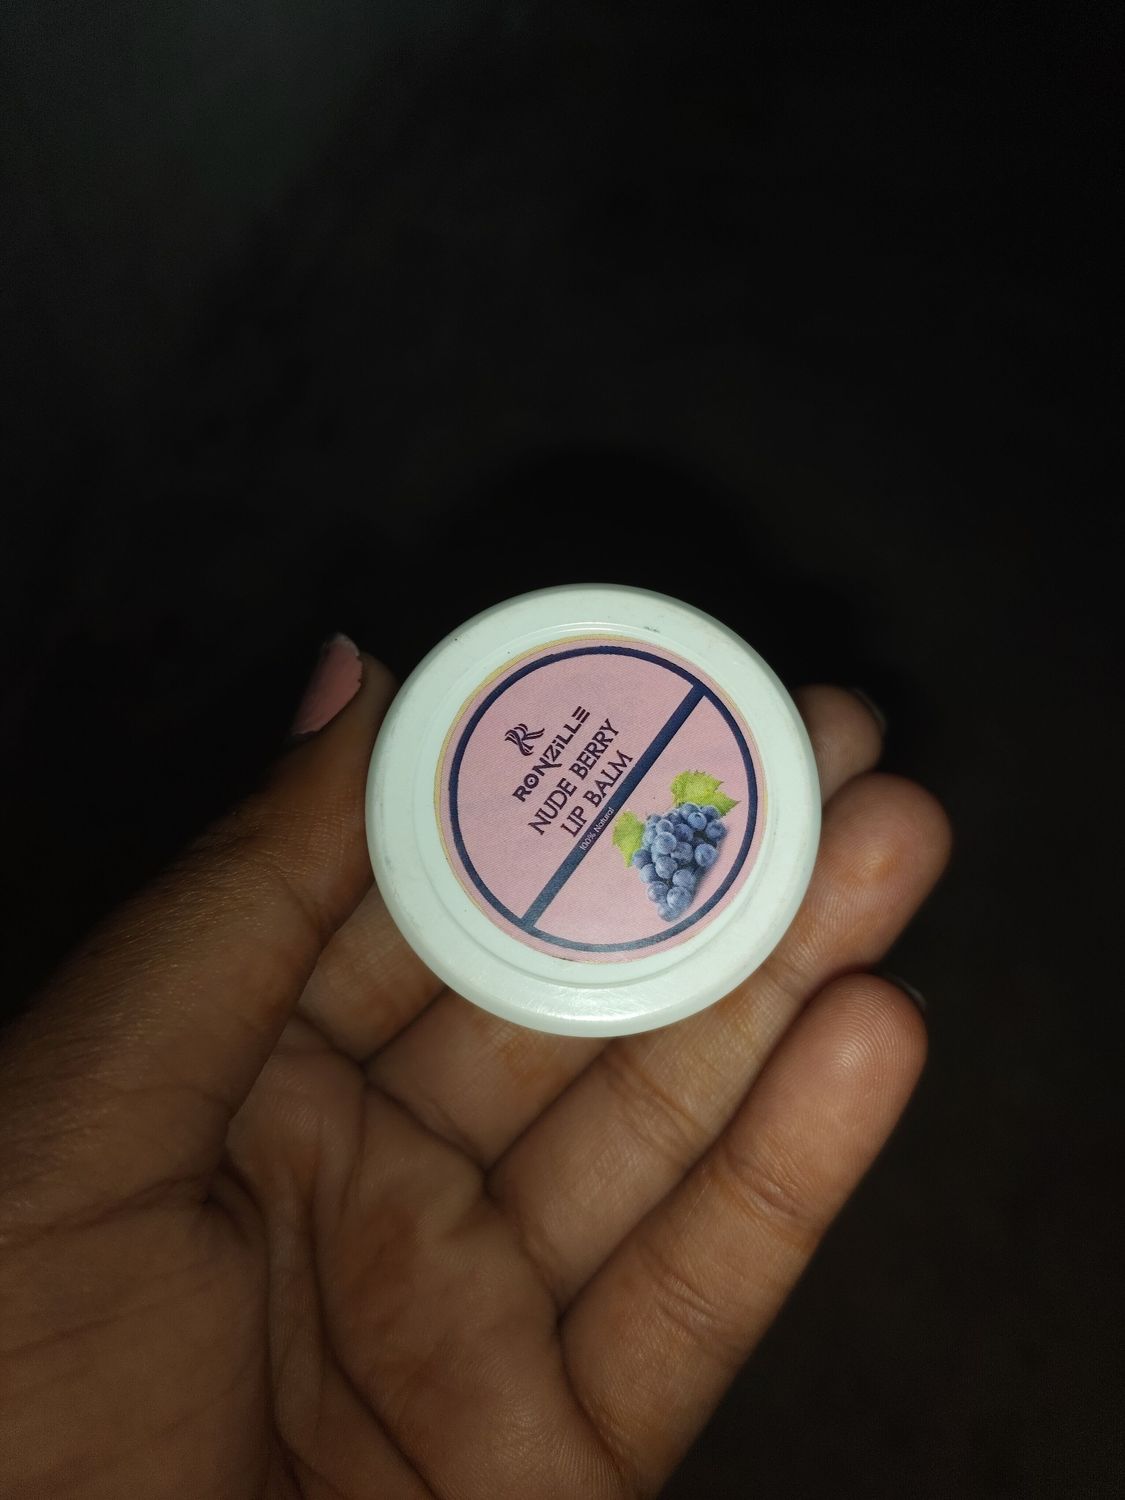 RONZiLLE
NUDE BERRY
LIP BALM
100% Natural